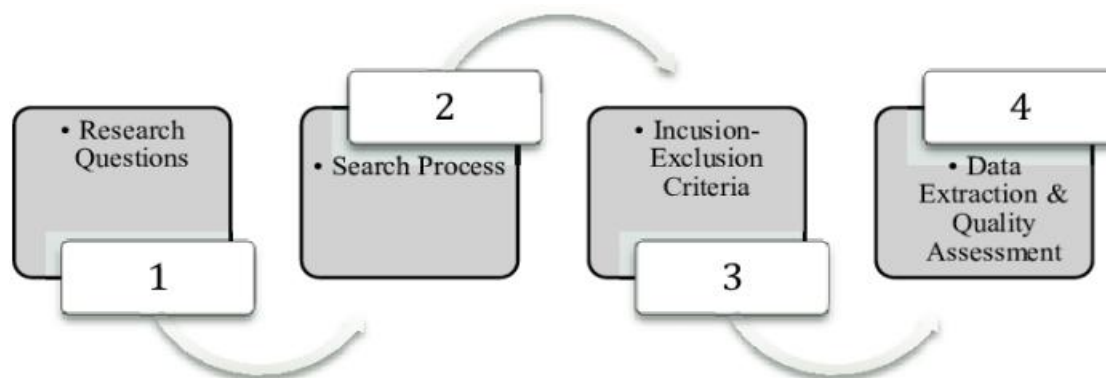 • Research
Questions
1
2
• Search Process
• Incusion-
Exclusion
Criteria
3
4
• Data
Extraction &
Quality
Assessment